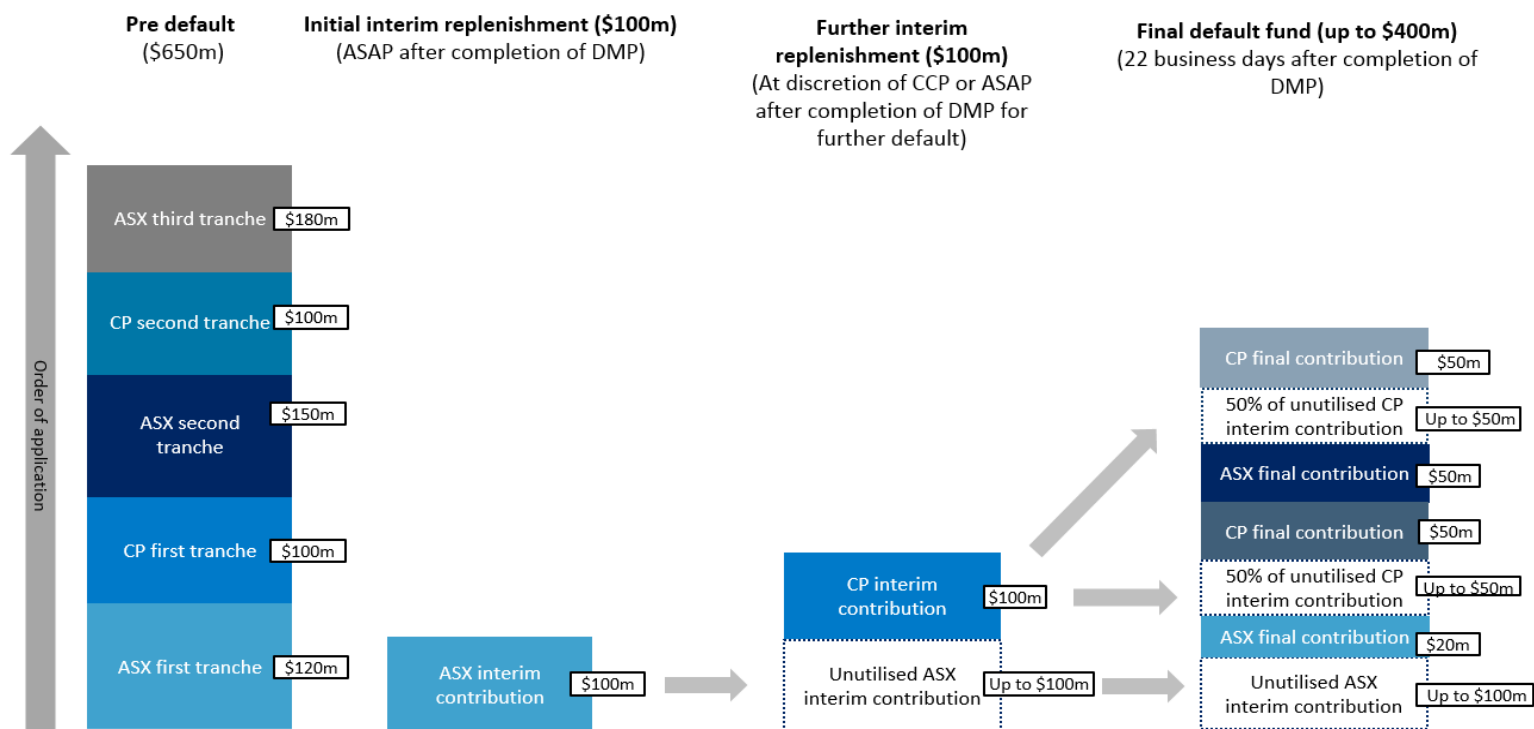 Pre default
($650m)
Initial interim replenishment ($100m)
(ASAP after completion of DMP)
Further interim
replenishment ($100m)
(At discretion of CCP or ASAP
after completion of DMP for
further default)
Final default fund (up to $400m)
(22 business days after completion of
DMP)
Order of application
ASX third tranche
$180m
CP second tranche
$100m
ASX second
tranche
$150m
CP first tranche
$100m
ASX first tranche
$120m
ASX interim
contribution
$100m
CP interim
contribution
$100m
Unutilised ASX
interim contribution
Up to $100m
CP final contribution
$50m
50% of unutilised CP
interim contribution
Up to $50m
ASX final contribution
$50m
CP final contribution
$50m
50% of unutilised CP
interim contribution
Up to $50m
ASX final contribution
$20m
Unutilised ASX
interim contribution
Up to $100m